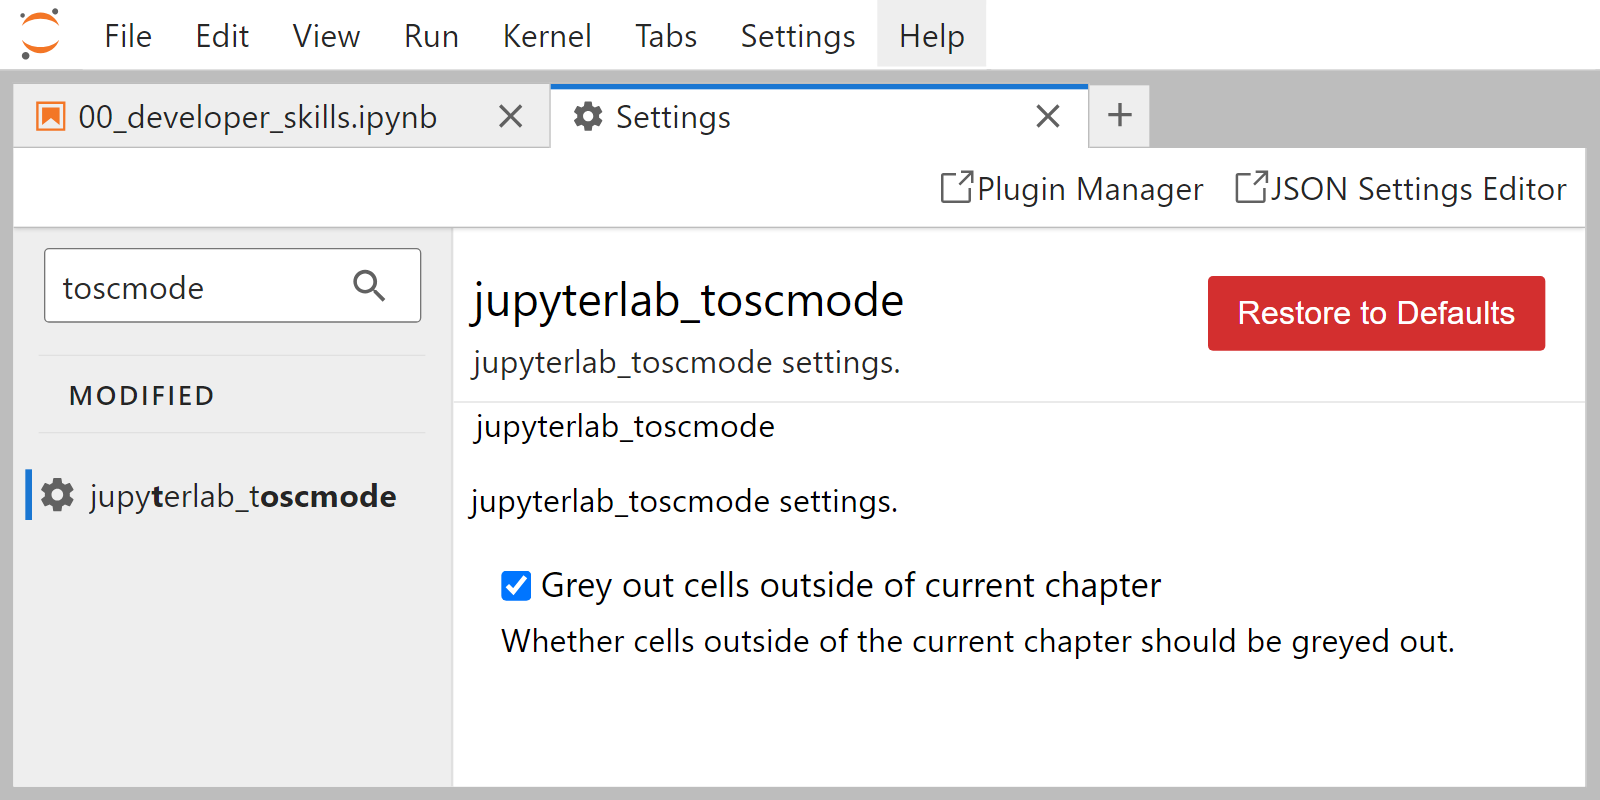 File Edit View Run Kernel Tabs Settings Help
00_developer_skills.ipynb Settings
Plugin Manager JSON Settings Editor
toscmode
jupyterlab_toscmode
Restore to Defaults
jupyterlab_toscmode settings.
MODIFIED
jupyterlab_toscmode
jupyterlab_toscmode
jupyterlab_toscmode settings.
Grey out cells outside of current chapter
Whether cells outside of the current chapter should be greyed out.